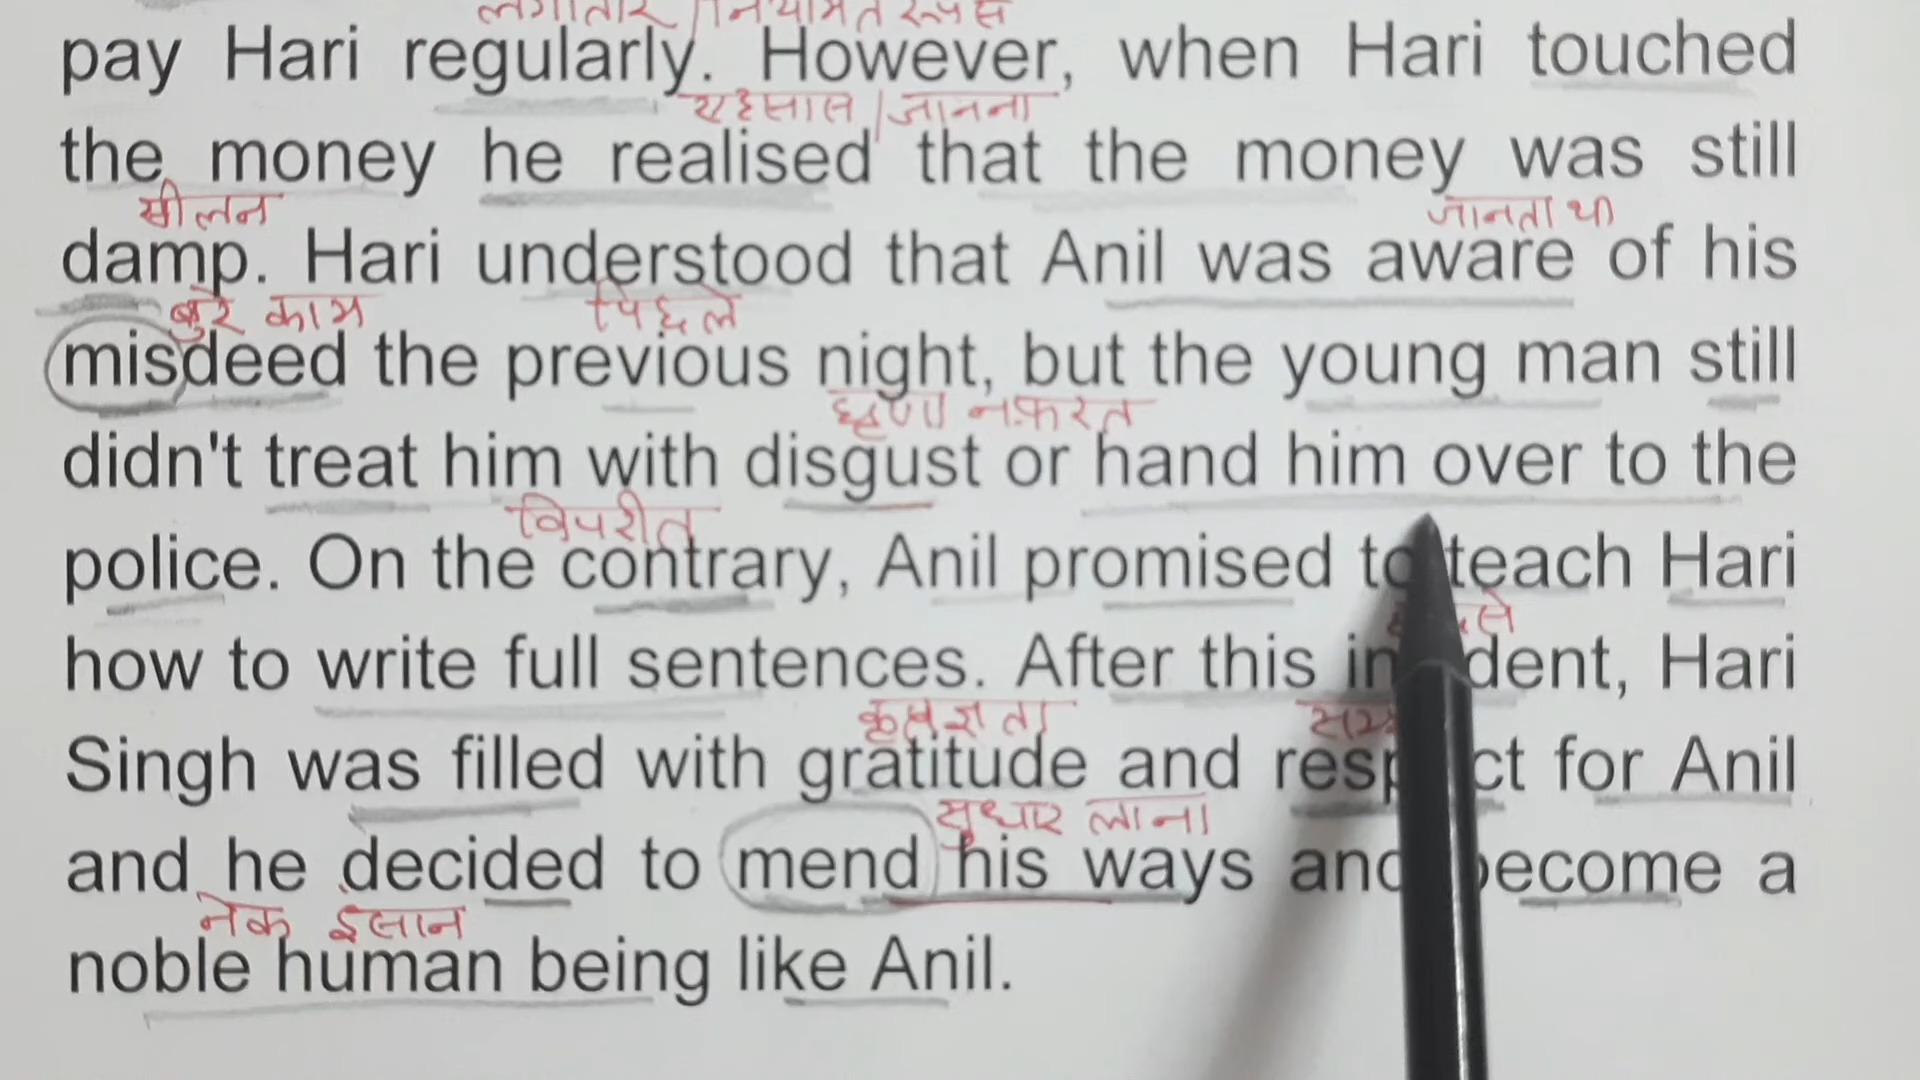 लगातार / नियमित रूप से
pay Hari regularly. However, when Hari touched
एहसास / जानना
the money he realised that the money was still
सीलन जानता था
damp. Hari understood that Anil was aware of his
बुरे काम पिछले
misdeed the previous night, but the young man still
घृणा नफ़रत
didn't treat him with disgust or hand him over to the
विपरीत
police. On the contrary, Anil promised to teach Hari
how to write full sentences. After this dent, Hari
कृतज्ञता
Singh was filled with gratitude and for Anil
सुधार लाना
and he decided to mend his ways and become a
नेक इंसान
noble human being like Anil.